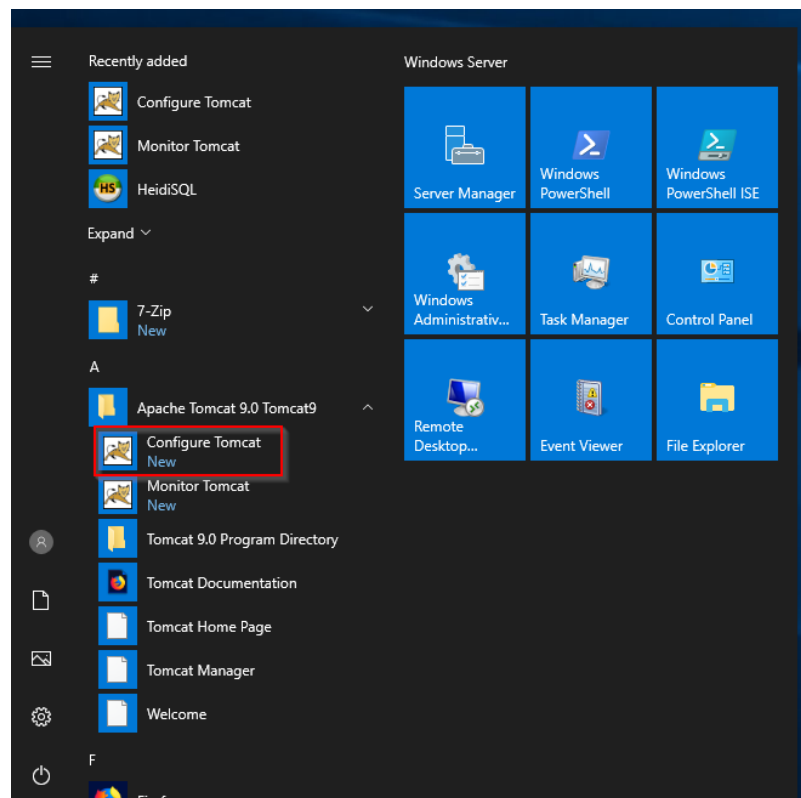 Recently added
Configure Tomcat
Monitor Tomcat
HS
HeidiSQL
Expand
#
7-Zip
New
A
Apache Tomcat 9.0 Tomcat9
Configure Tomcat
New
Monitor Tomcat
New
Tomcat 9.0 Program Directory
Tomcat Documentation
Tomcat Home Page
Tomcat Manager
Welcome
F
Windows Server
Server Manager
Windows
PowerShell
Windows
PowerShell ISE
Windows
Administrativ...
Task Manager
Control Panel
Remote
Desktop...
Event Viewer
File Explorer